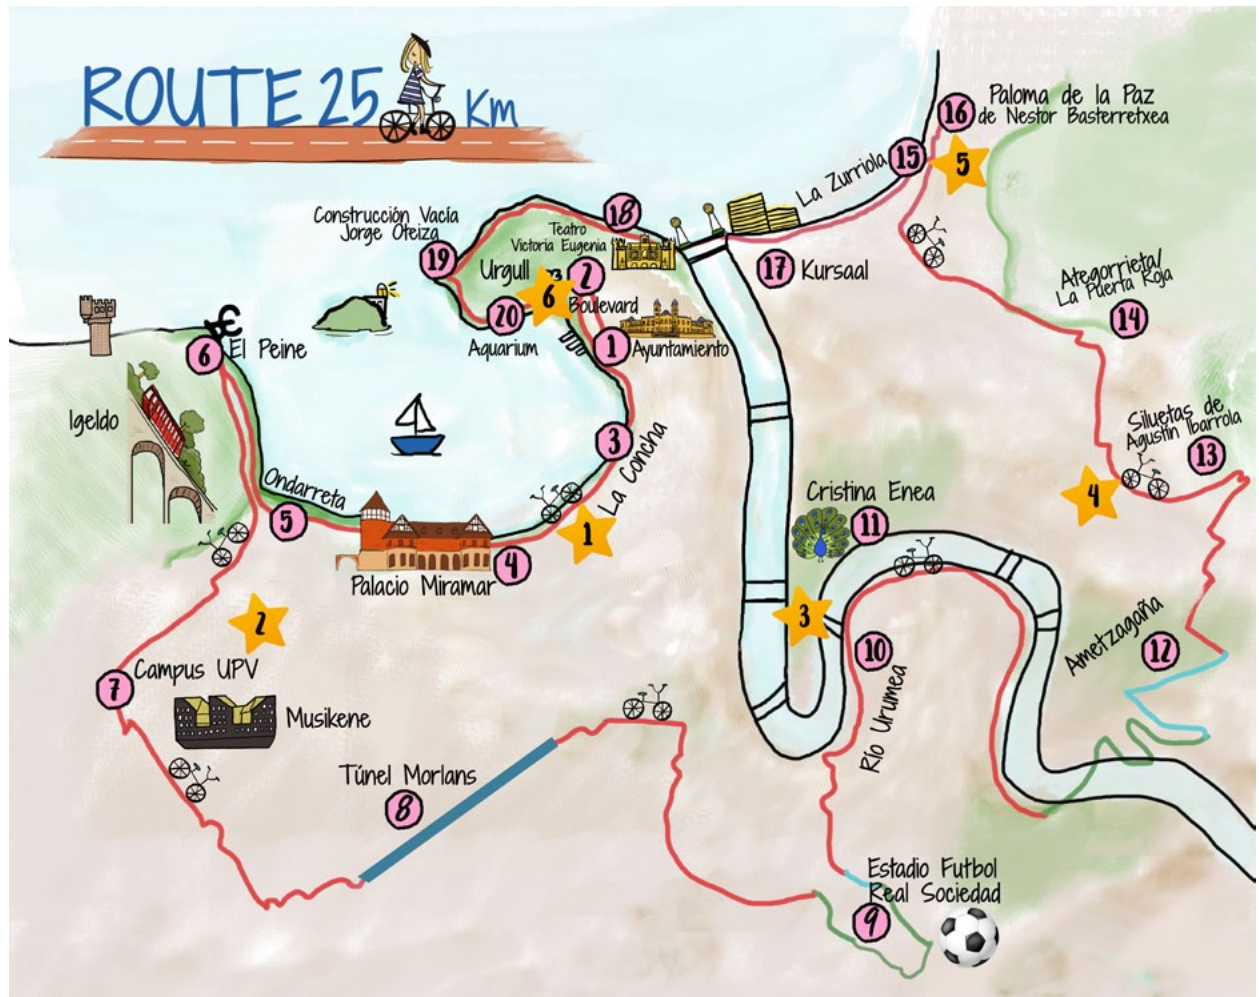 ROUTE 25
Km
16
Paloma de la Paz
de Nestor Basterretxea
15
5
La Zurriola
Construcción Vacía
Jorge Oteiza
18
Teatro
Victoria Eugenia
19
Urgull
2
6
Boulevard
17
Kursaal
Ategorrieta/
La Puerta Roja
14
20
Aquarium
1
Ayuntamiento
6
El Peine
Igeldo
3
La Concha
Siluetas de
Agustin Ibarrola
13
4
Ondarreta
5
Palacio Miramar
4
1
Cristina Enea
11
2
3
10
Río Urumea
Ametzagaña
12
Campus UPV
7
Musikene
Túnel Morlans
8
Estadio Futbol
Real Sociedad
9